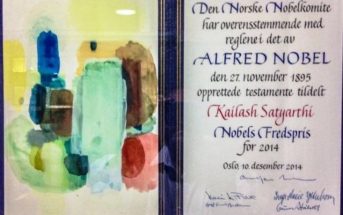 Den Norske Nobelkomite
har overensstemmende med
reglene i det av
ALFRED NOBEL
den 27. november 1895
opprettede testamente tildelt
Kailash Satyarthi
Nobels Fredspris
for 2014
Oslo, 10. desember 2014